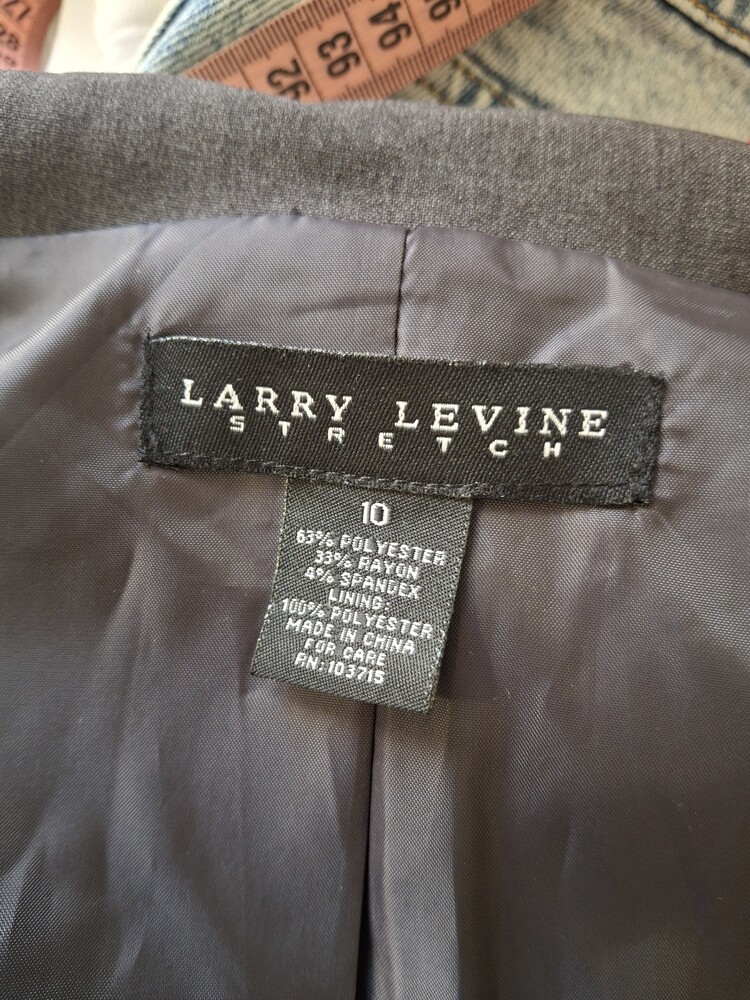 92 93 94 95
LARRY LEVINE
STRETCH
10
63% POLYESTER
33% RAYON
4% SPANDEX
LINING:
100% POLYESTER
MADE IN CHINA
FOR CARE
RN:103715